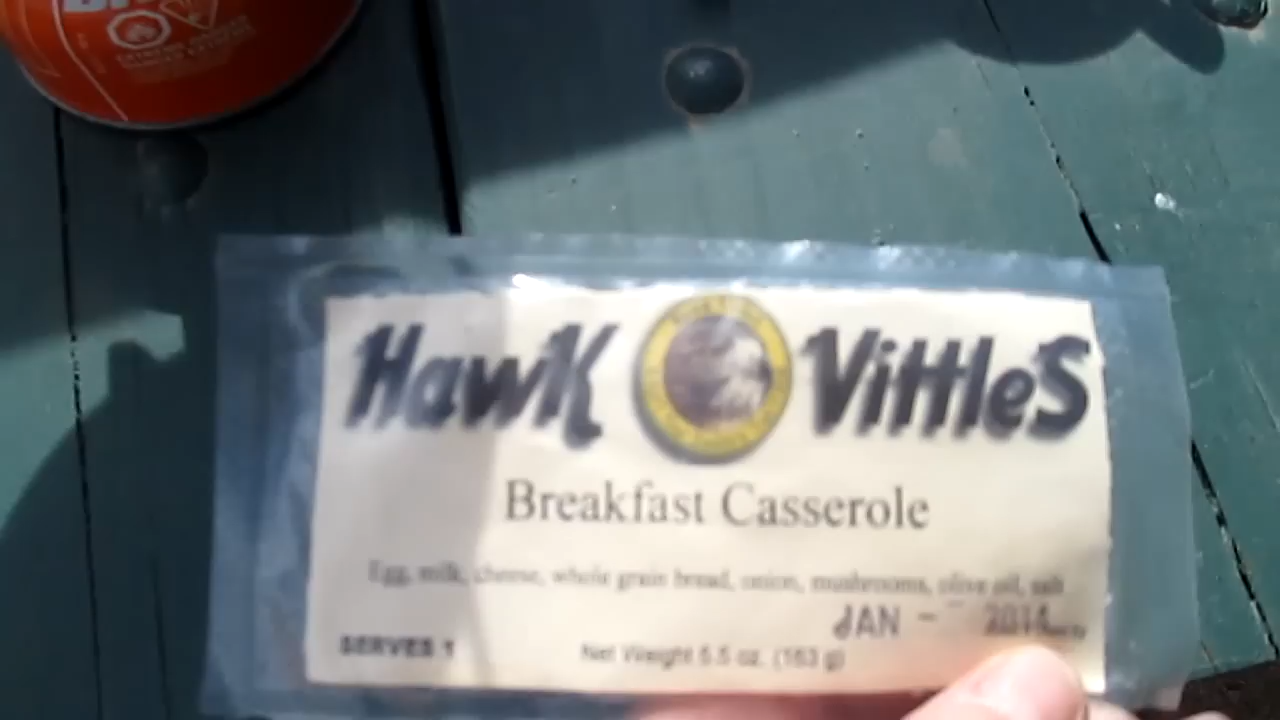 Hawk Vittles
Breakfast Casserole
Egg, milk, cheese, whole grain bread, onion, mushrooms, olive oil, salt
JAN - 2014
SERVES 1
Net Weight 5.5 oz. (153 g)